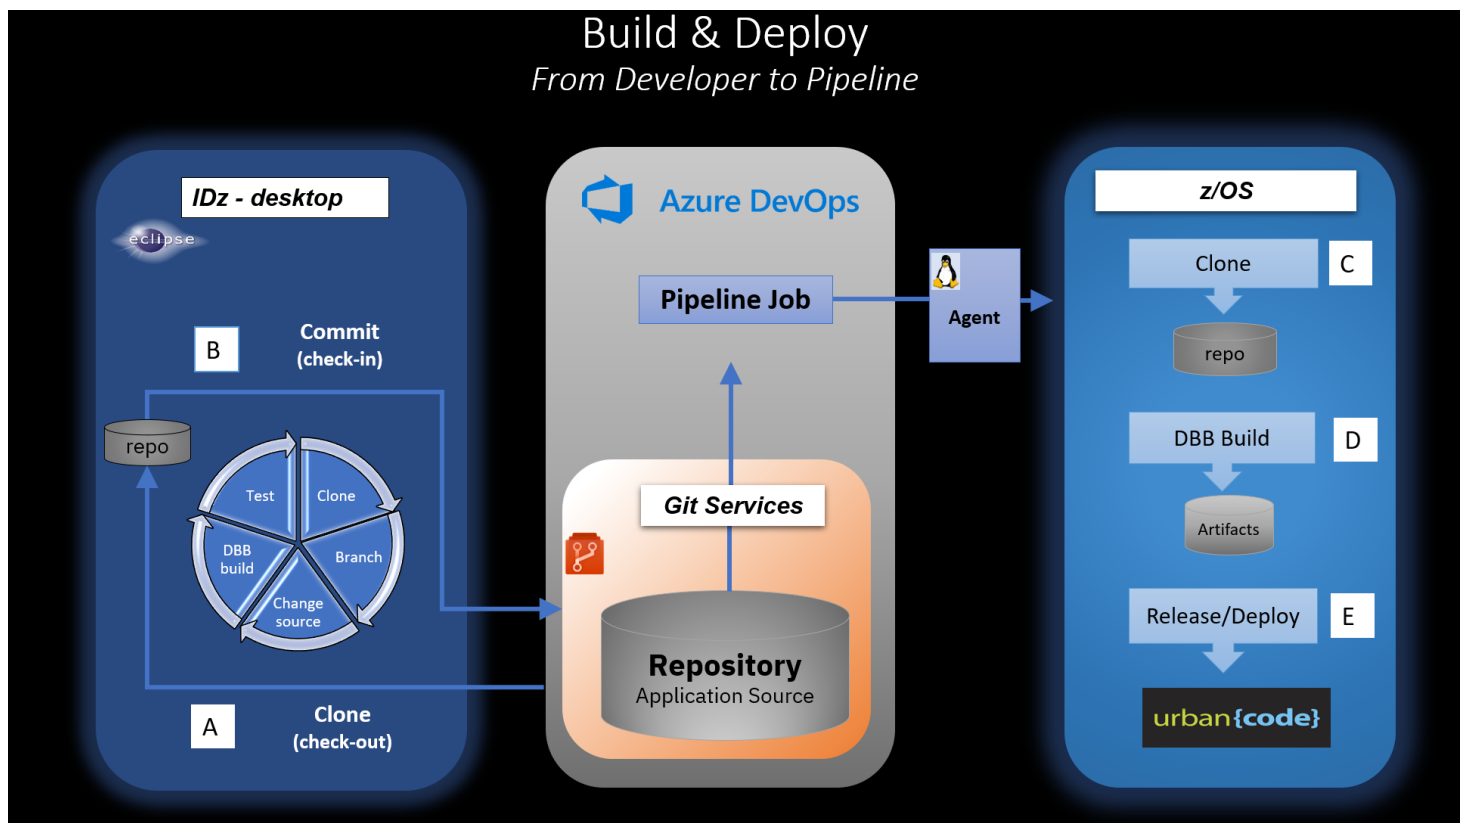 Build & Deploy
From Developer to Pipeline
IDz - desktop
eclipse
B
Commit
(check-in)
repo
Test
Clone
DBB
build
Branch
Change
source
A
Clone
(check-out)
Azure DevOps
Pipeline Job
Git Services
Repository
Application Source
Agent
z/OS
Clone
C
repo
DBB Build
D
Artifacts
Release/Deploy
E
urban{code}